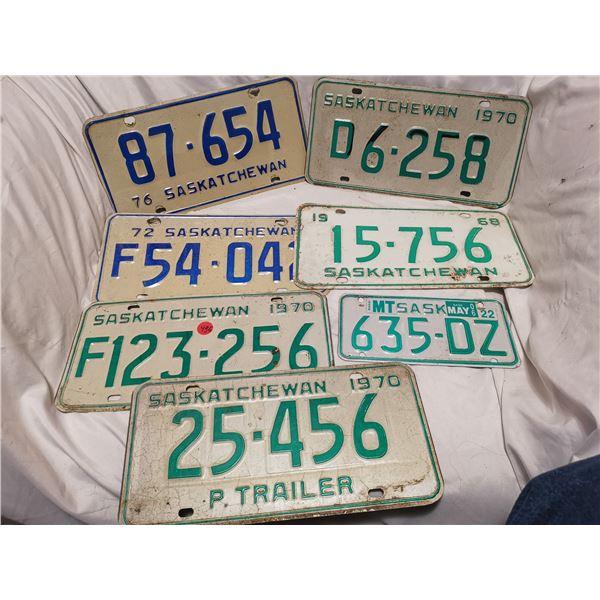 87-654
76 SASKATCHEWAN
SASKATCHEWAN 1970
D6-258
72 SASKATCHEWAN
F54-042
19 68
15-756
SASKATCHEWAN
SASKATCHEWAN 1970
F123-256
MT SASK MAY 22
635-DZ
SASKATCHEWAN 1970
25-456
P. TRAILER